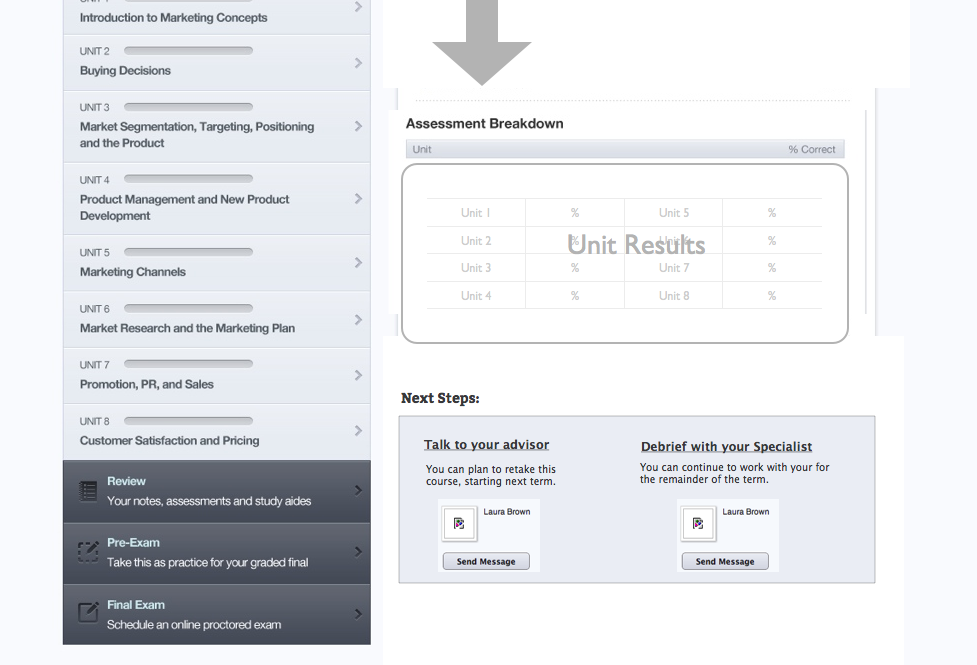 Introduction to Marketing Concepts
UNIT 2
Buying Decisions
UNIT 3
Market Segmentation, Targeting, Positioning
and the Product
UNIT 4
Product Management and New Product
Development
UNIT 5
Marketing Channels
UNIT 6
Market Research and the Marketing Plan
UNIT 7
Promotion, PR, and Sales
UNIT 8
Customer Satisfaction and Pricing
Review
Your notes, assessments and study aides
Pre-Exam
Take this as practice for your graded final
Final Exam
Schedule an online proctored exam
Assessment Breakdown
Unit % Correct
Unit 1 % Unit 5 %
Unit 2 % %
Unit Results
Unit 3 % Unit 7 %
Unit 4 % Unit 8 %
Next Steps:
Talk to your advisor
You can plan to retake this
course, starting next term.
Laura Brown
Send Message
Debrief with your Specialist
You can continue to work with your for
the remainder of the term.
Laura Brown
Send Message